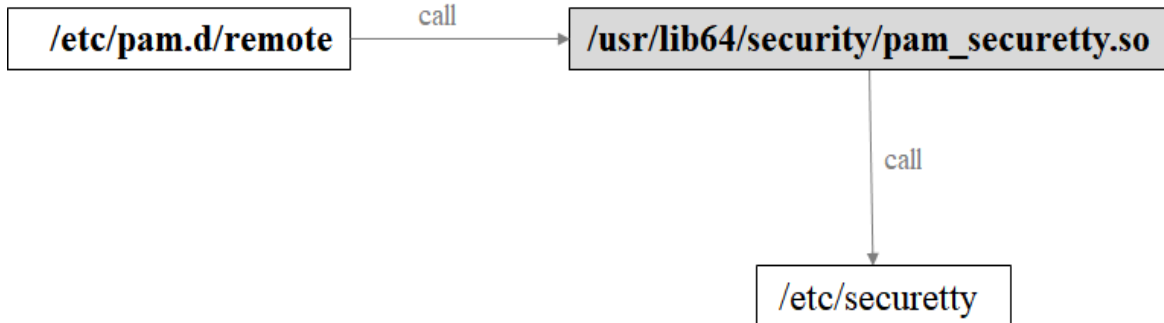 call
/etc/pam.d/remote
/usr/lib64/security/pam_securetty.so
call
/etc/securetty